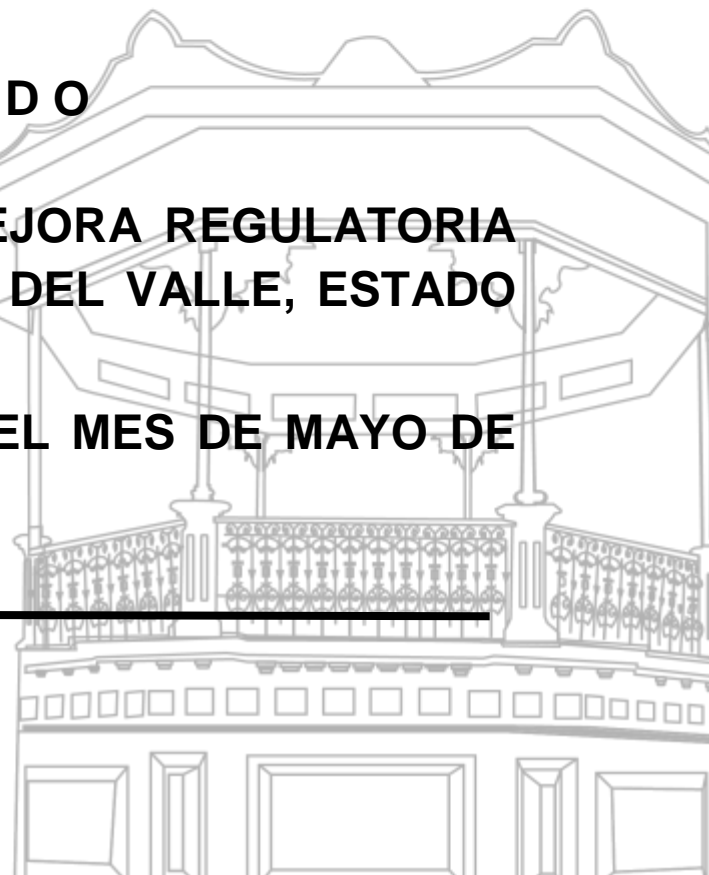 D O
EJORA REGULATORIA
DEL VALLE, ESTADO
EL MES DE MAYO DE